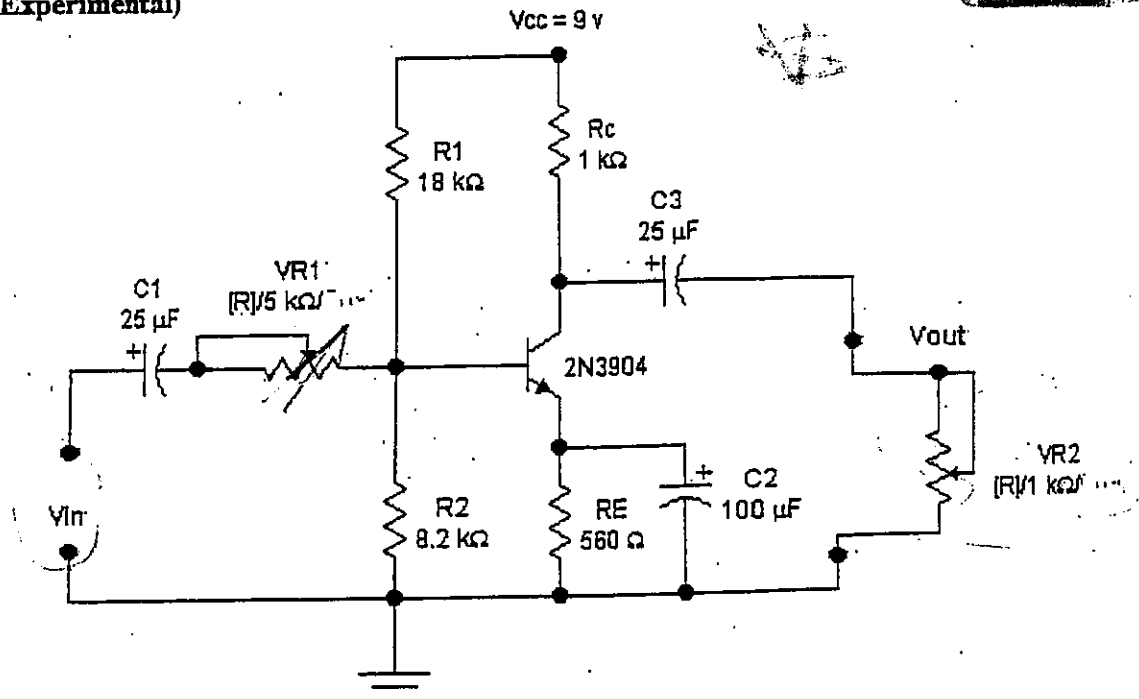 Experimental)
Vcc = 9 v
Rc
1 kΩ
R1
18 kΩ
C3
25 µF
+
VR1
[R]/5 kΩ/
C1
25 µF
+
Vout
2N3904
VR2
[R]/1 kΩ/
+
C2
100 µF
R2
8.2 kΩ
RE
560 Ω
Vin